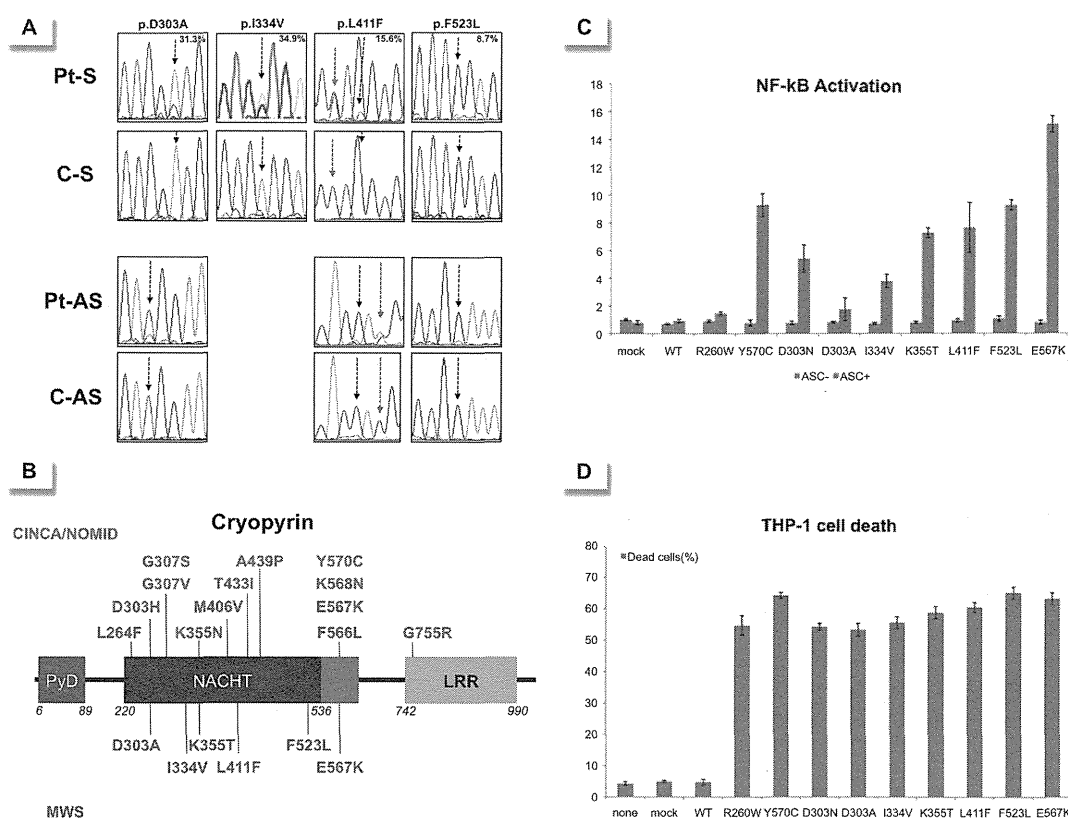 A
p.D303A p.I334V p.L411F p.F523L
31.3% 34.9% 15.6% 8.7%
Pt-S
C-S
Pt-AS
C-AS
B
Cryopyrin
CINCA/NOMID
G307S A439P Y570C
G307V T433I K568N
D303H M406V E567K
L264F K355N F566L G755R
PyD NACHT LRR
6 89 220 536 742 990
D303A K355T F523L
I334V L411F E567K
MWS
C
NF-kB Activation
18
16
14
12
10
8
6
4
2
0
mock WT R260W Y570C D303N D303A I334V K355T L411F F523L E567K
ASC- ASC+
D
THP-1 cell death
Dead cells(%)
80
70
60
50
40
30
20
10
0
none mock WT R260W Y570C D303N D303A I334V K355T L411F F523L E567K